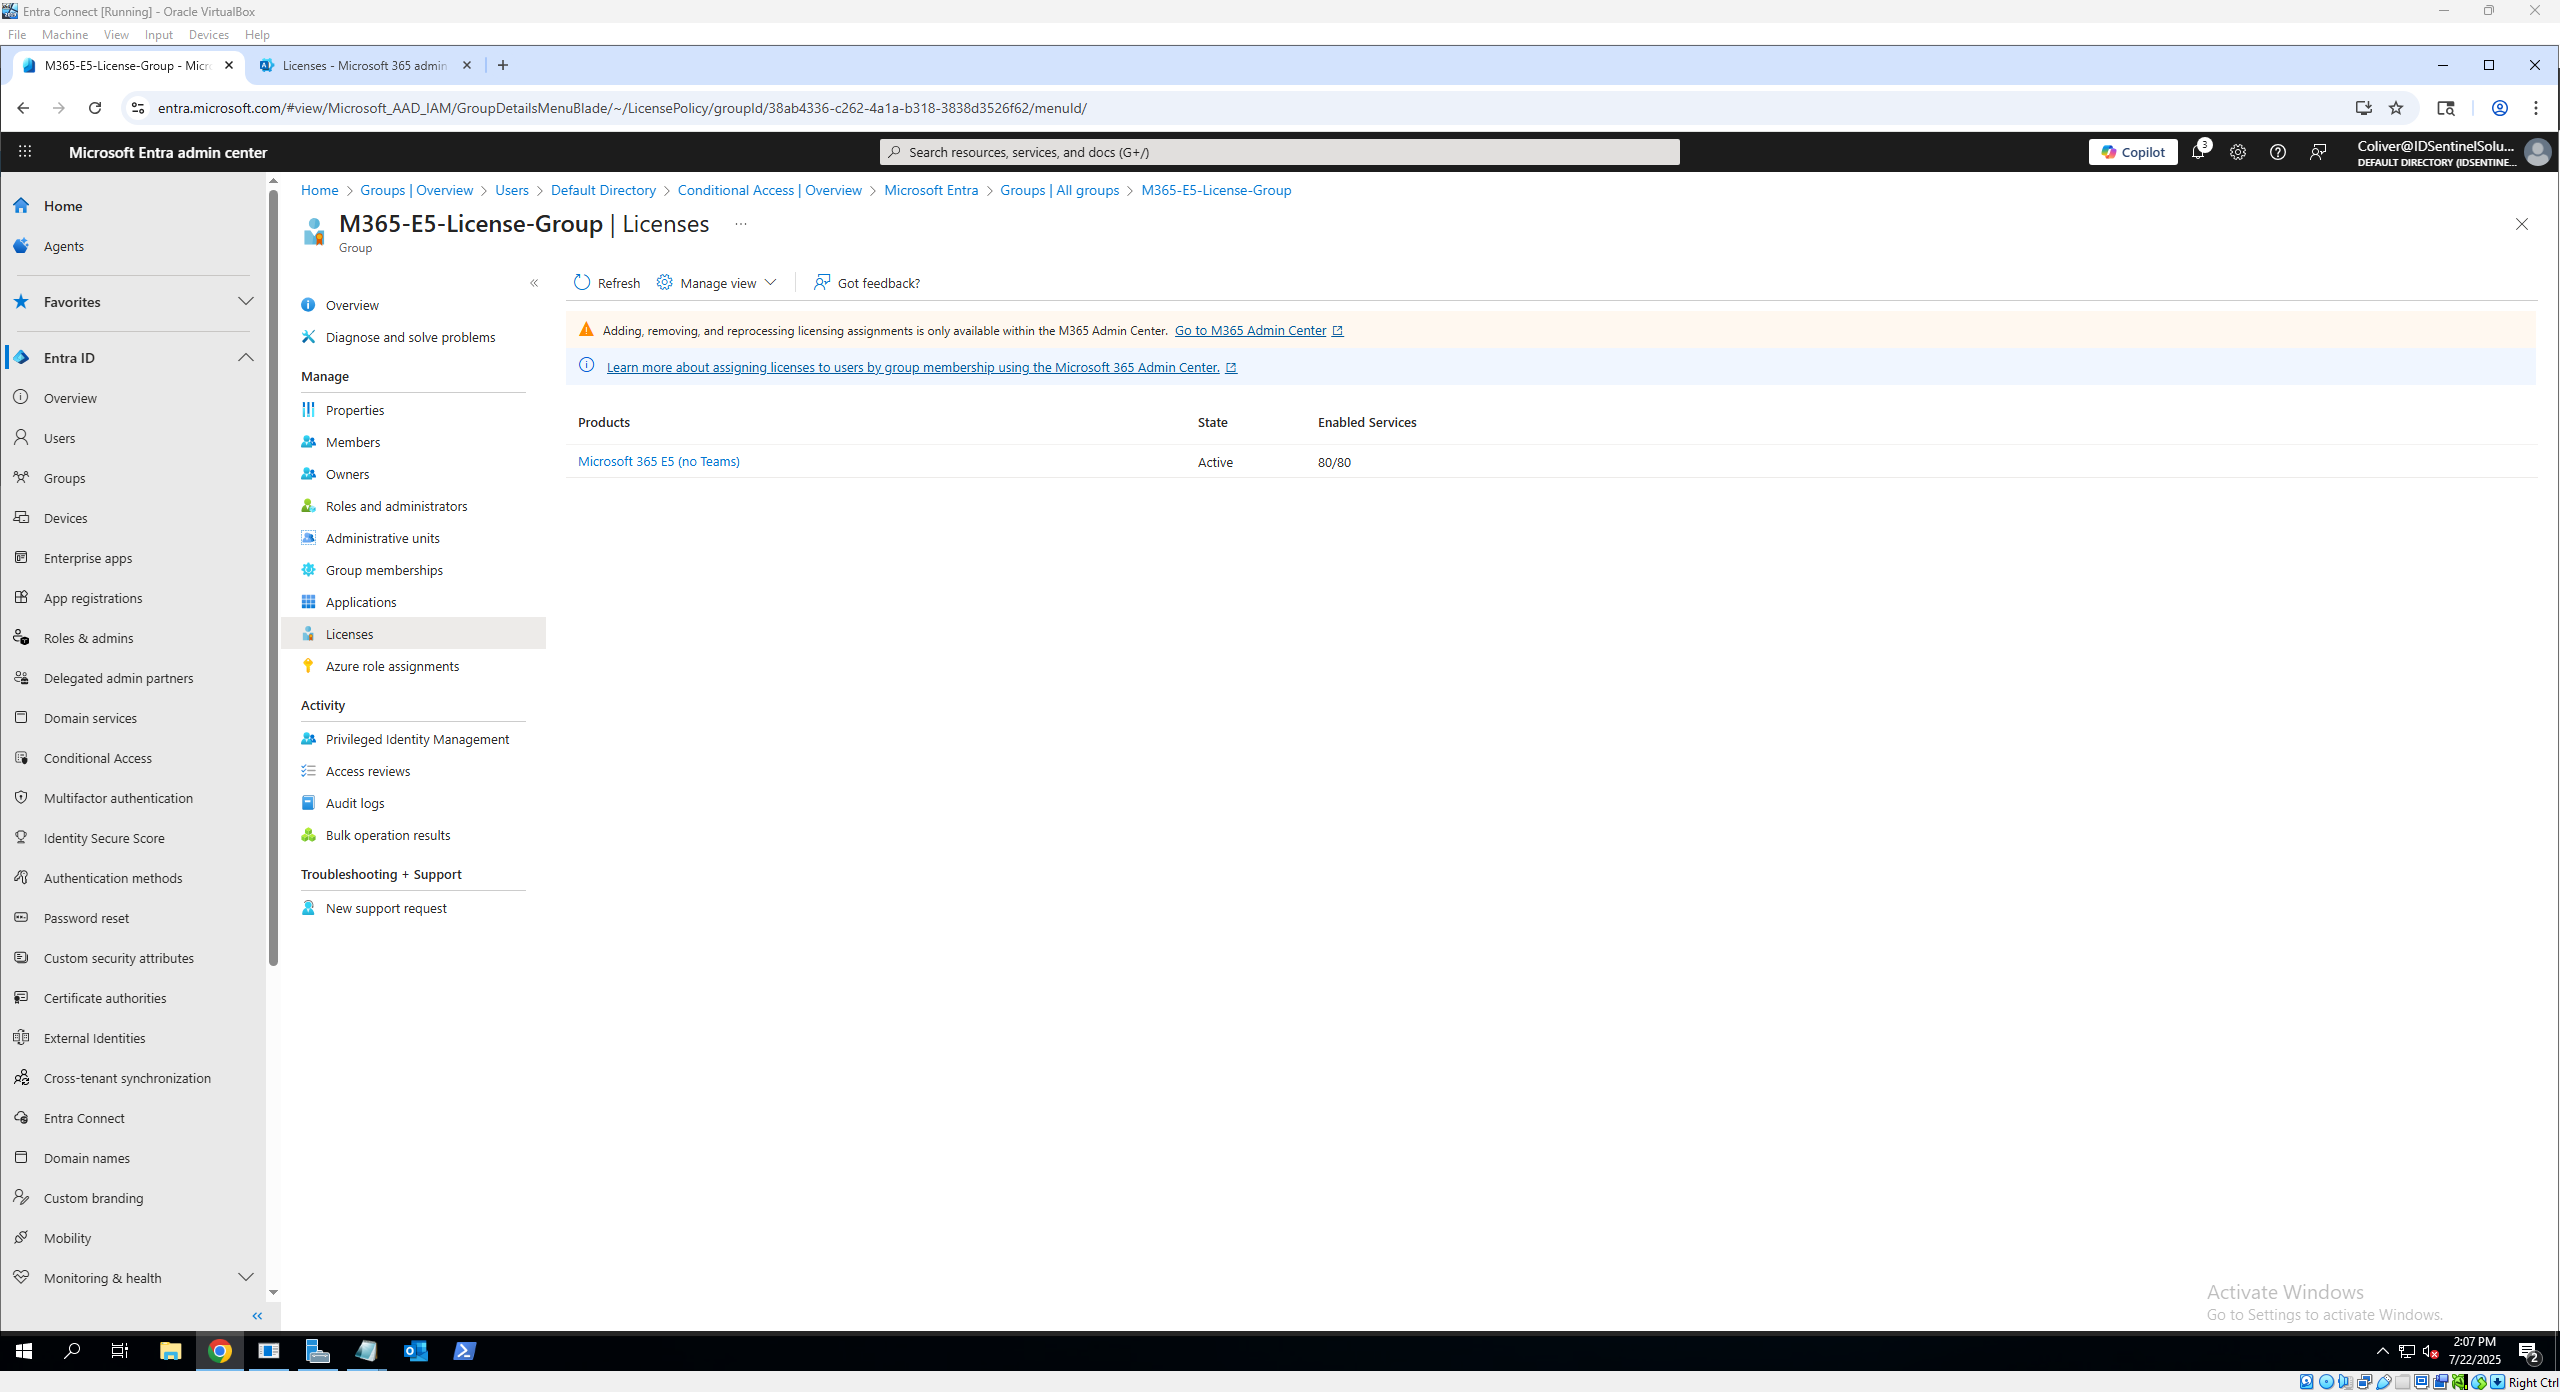 Entra Connect [Running] - Oracle VirtualBox
File Machine View Input Devices Help
M365-E5-License-Group - Micr
Licenses - Microsoft 365 admin
entra.microsoft.com/#view/Microsoft_AAD_IAM/GroupDetailsMenuBlade/~/LicensePolicy/groupId/38ab4336-c262-4a1a-b318-3838d3526f62/menuId/
Microsoft Entra admin center
Search resources, services, and docs (G+/)
Copilot
3
Coliver@IDSentinelSolu...
DEFAULT DIRECTORY (IDSENTINE...
Home
Agents
Favorites
Entra ID
Overview
Users
Groups
Devices
Enterprise apps
App registrations
Roles & admins
Delegated admin partners
Domain services
Conditional Access
Multifactor authentication
Identity Secure Score
Authentication methods
Password reset
Custom security attributes
Certificate authorities
External Identities
Cross-tenant synchronization
Entra Connect
Domain names
Custom branding
Mobility
Monitoring & health
Home > Groups | Overview > Users > Default Directory > Conditional Access | Overview > Microsoft Entra > Groups | All groups > M365-E5-License-Group
M365-E5-License-Group | Licenses ...
Group
Overview
Diagnose and solve problems
Manage
Properties
Members
Owners
Roles and administrators
Administrative units
Group memberships
Applications
Licenses
Azure role assignments
Activity
Privileged Identity Management
Access reviews
Audit logs
Bulk operation results
Troubleshooting + Support
New support request
Refresh Manage view Got feedback?
Adding, removing, and reprocessing licensing assignments is only available within the M365 Admin Center. Go to M365 Admin Center
Learn more about assigning licenses to users by group membership using the Microsoft 365 Admin Center.
Products State Enabled Services
Microsoft 365 E5 (no Teams) Active 80/80
Activate Windows
Go to Settings to activate Windows.
2:07 PM
7/22/2025
2
Right Ctrl